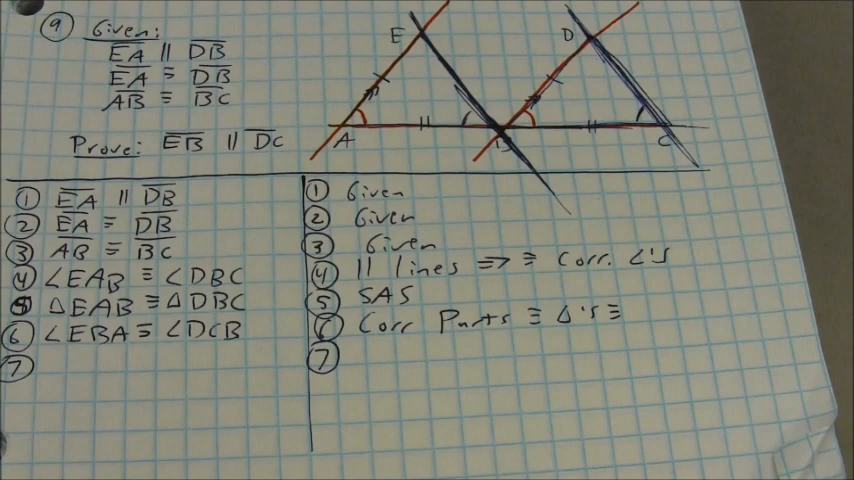 ⑨ Given:
EA || DB
EA ≅ DB
AB ≅ BC
Prove: EB || DC
E
D
A
B
C
① EA || DB
① Given
② EA ≅ DB
② Given
③ AB ≅ BC
③ Given
④ ∠EAB ≅ ∠DBC
④ || lines ⇒ ≅ Corr. ∠'s
⑤ △EAB ≅ △DBC
⑤ SAS
⑥ ∠EBA ≅ ∠DCB
⑥ Corr Parts ≅ △'s ≅
⑦
⑦